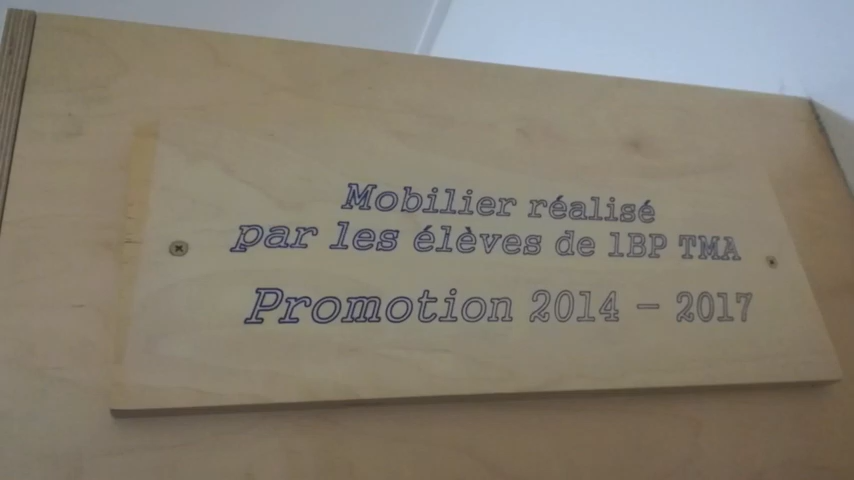 Mobilier réalisé
par les élèves de 1BP TMA
Promotion 2014 - 2017